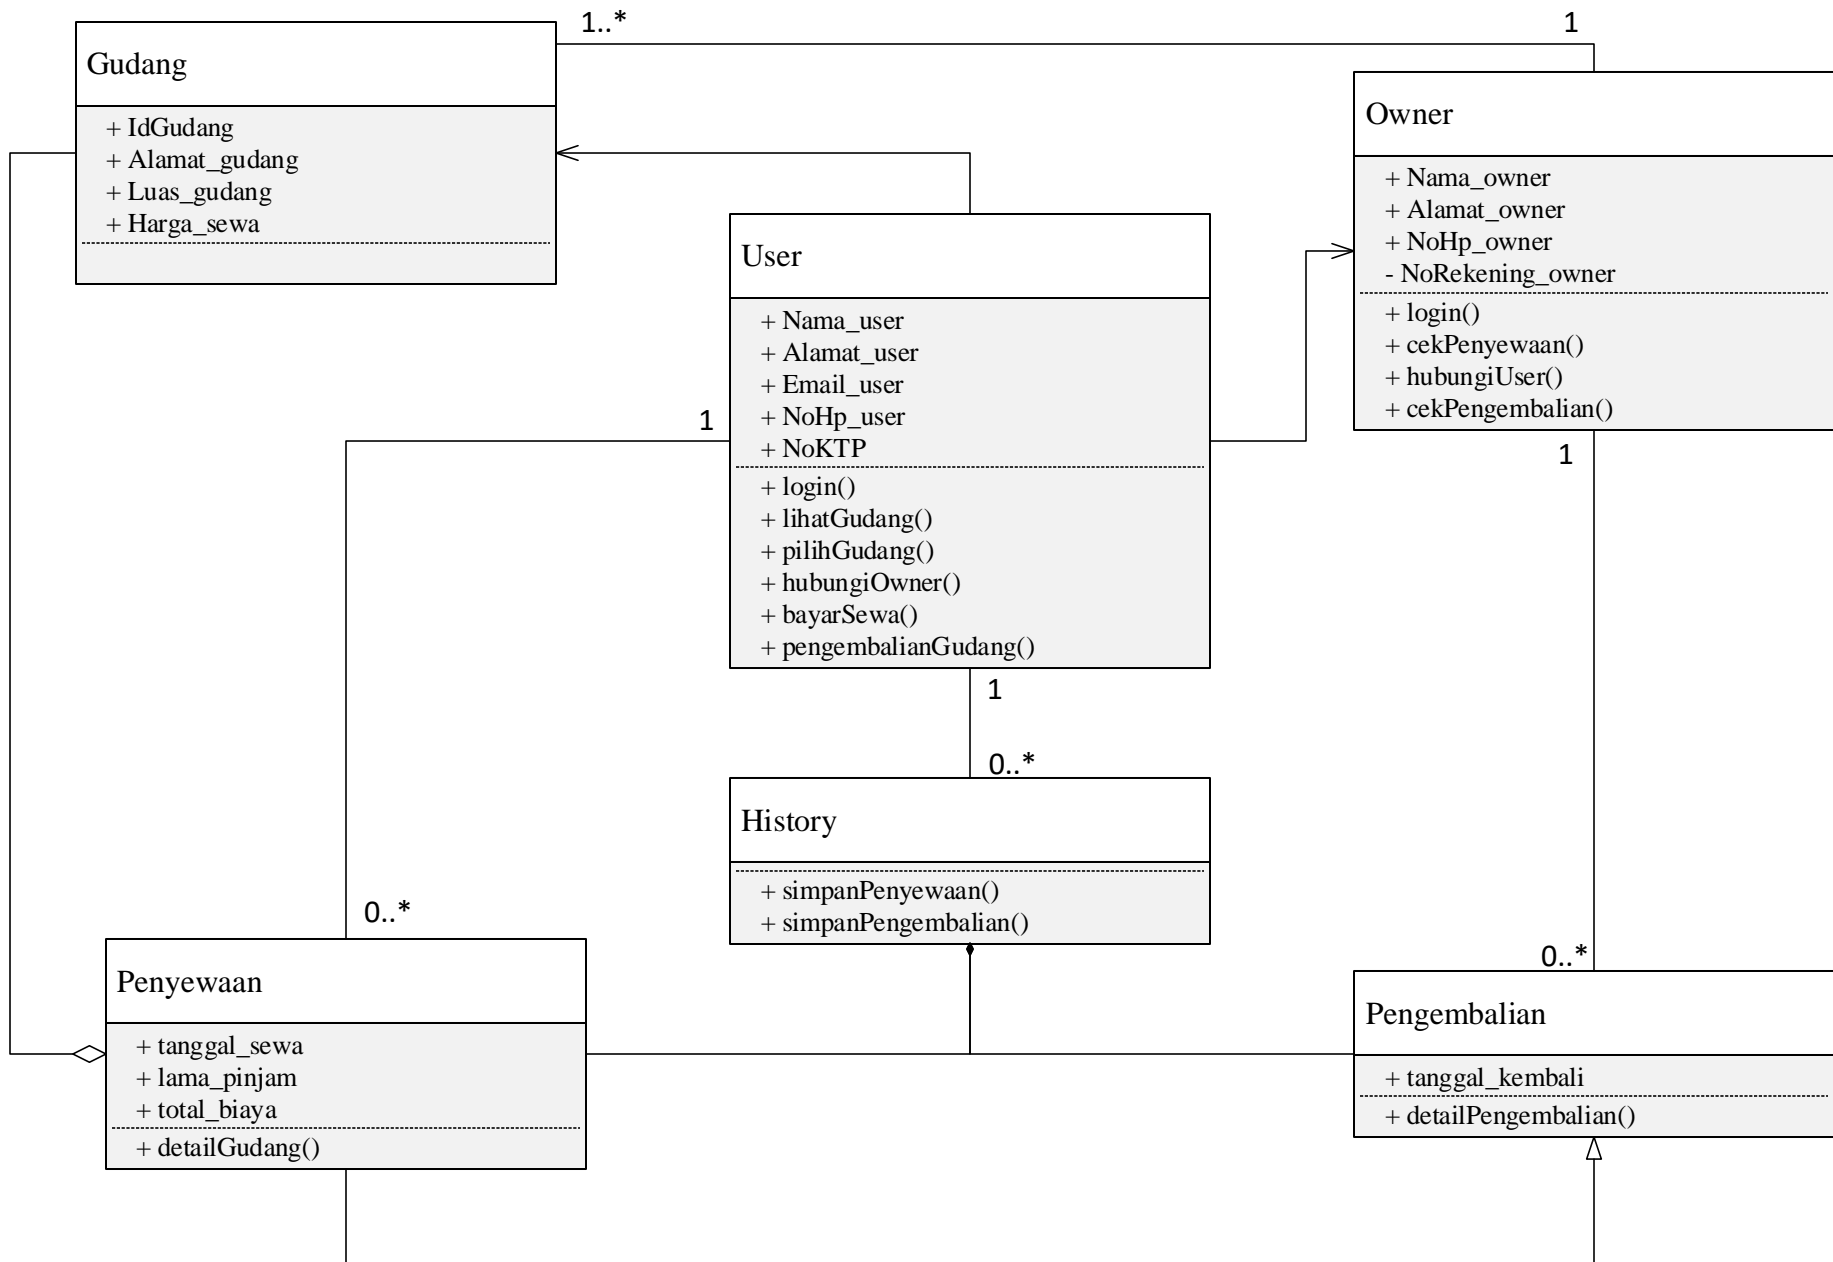 1..*
1
Gudang
+ IdGudang
+ Alamat_gudang
+ Luas_gudang
+ Harga_sewa
Owner
+ Nama_owner
+ Alamat_owner
+ NoHp_owner
- NoRekening_owner
+ login()
+ cekPenyewaan()
+ hubungiUser()
+ cekPengembalian()
1
User
+ Nama_user
+ Alamat_user
+ Email_user
+ NoHp_user
+ NoKTP
+ login()
+ lihatGudang()
+ pilihGudang()
+ hubungiOwner()
+ bayarSewa()
+ pengembalianGudang()
1
1
0..*
History
+ simpanPenyewaan()
+ simpanPengembalian()
0..*
Penyewaan
+ tanggal_sewa
+ lama_pinjam
+ total_biaya
+ detailGudang()
0..*
Pengembalian
+ tanggal_kembali
+ detailPengembalian()